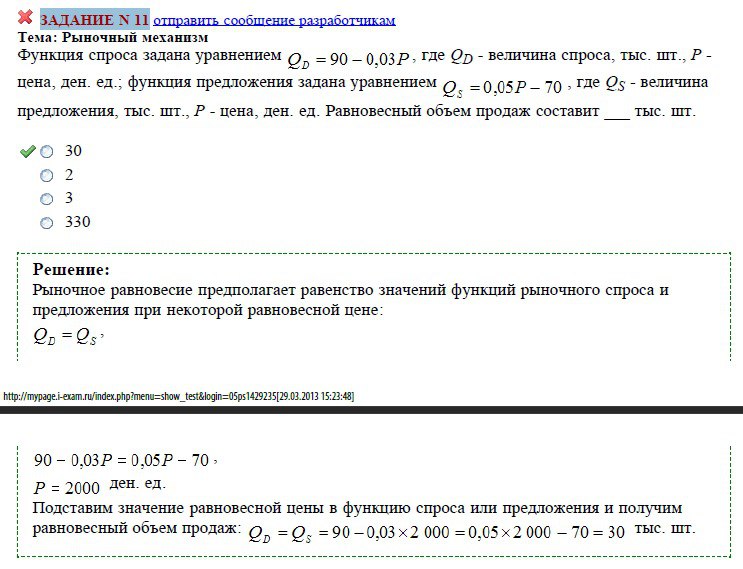 ЗАДАНИЕ N 11 отправить сообщение разработчикам
Тема: Рыночный механизм
Функция спроса задана уравнением Q_D = 90 – 0,03P, где Q_D - величина спроса, тыс. шт., P -
цена, ден. ед.; функция предложения задана уравнением Q_S = 0,05P – 70, где Q_S - величина
предложения, тыс. шт., P - цена, ден. ед. Равновесный объем продаж составит ___ тыс. шт.
30
2
3
330
Решение:
Рыночное равновесие предполагает равенство значений функций рыночного спроса и
предложения при некоторой равновесной цене:
Q_D = Q_S,
http://mypage.i-exam.ru/index.php?menu=show_test&login=05ps1429235[29.03.2013 15:23:48]
90 – 0,03P = 0,05P – 70,
P = 2000 ден. ед.
Подставим значение равновесной цены в функцию спроса или предложения и получим
равновесный объем продаж: Q_D = Q_S = 90 – 0,03×2 000 = 0,05×2 000 – 70 = 30 тыс. шт.